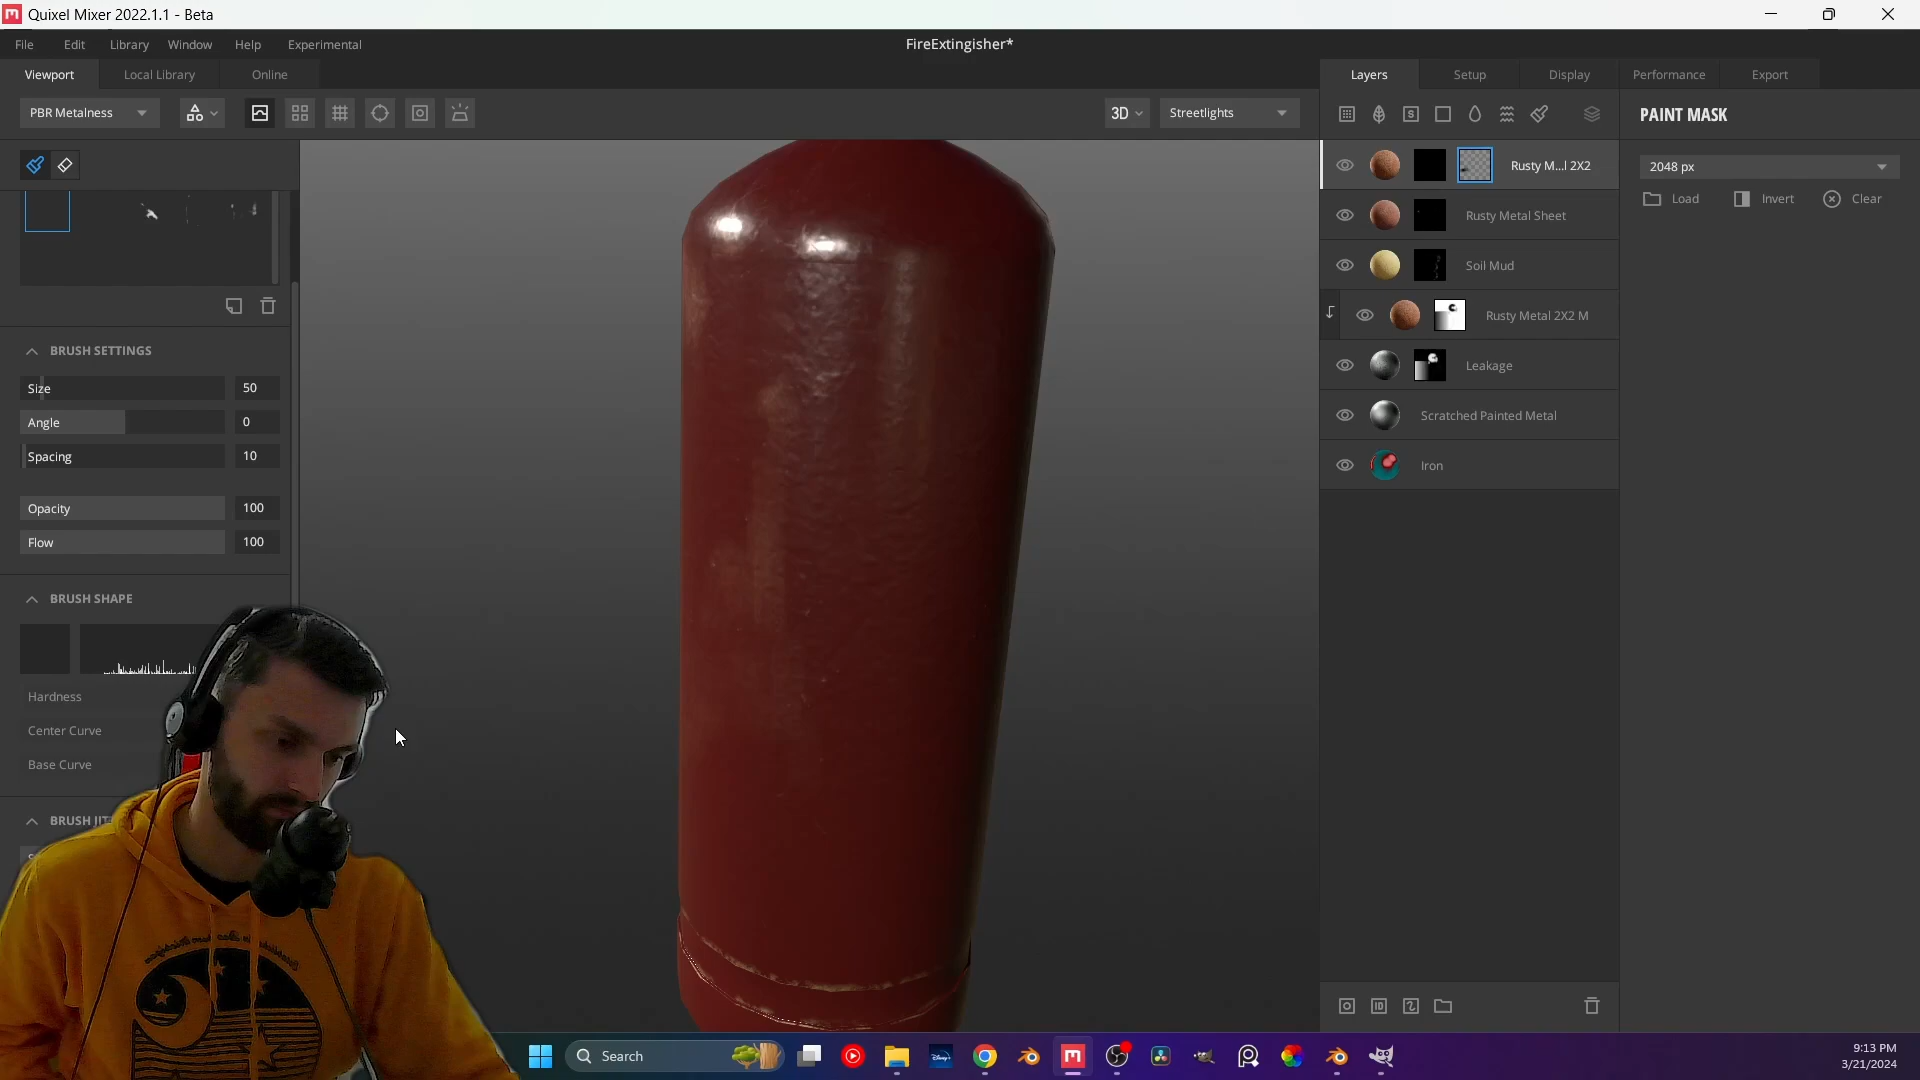 Quixel Mixer 2022.1.1 - Beta
File Edit Library Window Help Experimental
FireExtingisher*
Viewport Local Library Online
Layers Setup Display Performance Export
PBR Metalness
3D Streetlights
PAINT MASK
Rusty M...l 2X2
2048 px
Load Invert Clear
Rusty Metal Sheet
Soil Mud
Rusty Metal 2X2 M
Leakage
Scratched Painted Metal
Iron
BRUSH SETTINGS
Size 50
Angle 0
Spacing 10
Opacity 100
Flow 100
BRUSH SHAPE
Hardness
Center Curve
Base Curve
Search
9:13 PM
3/21/2024